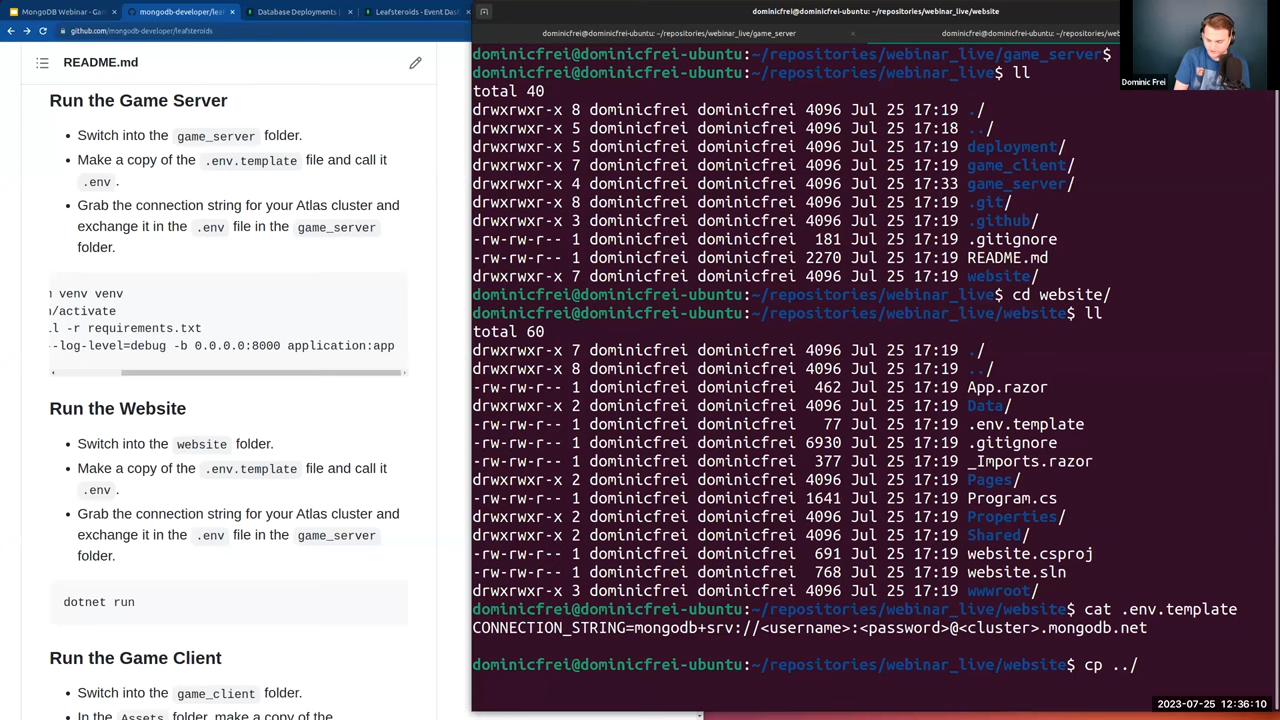 MongoDB Webinar - Gam
mongodb-developer/leaf
Database Deployments |
Leafsteroids - Event Das
github.com/mongodb-developer/leafsteroids
README.md
Run the Game Server
Switch into the game_server folder.
Make a copy of the .env.template file and call it
.env .
Grab the connection string for your Atlas cluster and
exchange it in the .env file in the game_server
folder.
venv venv
/activate
ll -r requirements.txt
--log-level=debug -b 0.0.0.0:8000 application:app
Run the Website
Switch into the website folder.
Make a copy of the .env.template file and call it
.env .
Grab the connection string for your Atlas cluster and
exchange it in the .env file in the game_server
folder.
dotnet run
Run the Game Client
Switch into the game_client folder.
In the Assets folder, make a copy of the
dominicfrei@dominicfrei-ubuntu: ~/repositories/webinar_live/website
dominicfrei@dominicfrei-ubuntu: ~/repositories/webinar_live/game_server
dominicfrei@dominicfrei-ubuntu: ~/repositories/webinar_live/web
Dominic Frei
dominicfrei@dominicfrei-ubuntu:~/repositories/webinar_live/game_server$
dominicfrei@dominicfrei-ubuntu:~/repositories/webinar_live$ ll
total 40
drwxrwxr-x 8 dominicfrei dominicfrei 4096 Jul 25 17:19 ./
drwxrwxr-x 5 dominicfrei dominicfrei 4096 Jul 25 17:18 ../
drwxrwxr-x 5 dominicfrei dominicfrei 4096 Jul 25 17:19 deployment/
drwxrwxr-x 7 dominicfrei dominicfrei 4096 Jul 25 17:19 game_client/
drwxrwxr-x 4 dominicfrei dominicfrei 4096 Jul 25 17:33 game_server/
drwxrwxr-x 8 dominicfrei dominicfrei 4096 Jul 25 17:19 .git/
drwxrwxr-x 3 dominicfrei dominicfrei 4096 Jul 25 17:19 .github/
-rw-rw-r-- 1 dominicfrei dominicfrei 181 Jul 25 17:19 .gitignore
-rw-rw-r-- 1 dominicfrei dominicfrei 2270 Jul 25 17:19 README.md
drwxrwxr-x 7 dominicfrei dominicfrei 4096 Jul 25 17:19 website/
dominicfrei@dominicfrei-ubuntu:~/repositories/webinar_live$ cd website/
dominicfrei@dominicfrei-ubuntu:~/repositories/webinar_live/website$ ll
total 60
drwxrwxr-x 7 dominicfrei dominicfrei 4096 Jul 25 17:19 ./
drwxrwxr-x 8 dominicfrei dominicfrei 4096 Jul 25 17:19 ../
-rw-rw-r-- 1 dominicfrei dominicfrei 462 Jul 25 17:19 App.razor
drwxrwxr-x 2 dominicfrei dominicfrei 4096 Jul 25 17:19 Data/
-rw-rw-r-- 1 dominicfrei dominicfrei 77 Jul 25 17:19 .env.template
-rw-rw-r-- 1 dominicfrei dominicfrei 6930 Jul 25 17:19 .gitignore
-rw-rw-r-- 1 dominicfrei dominicfrei 377 Jul 25 17:19 _Imports.razor
drwxrwxr-x 2 dominicfrei dominicfrei 4096 Jul 25 17:19 Pages/
-rw-rw-r-- 1 dominicfrei dominicfrei 1641 Jul 25 17:19 Program.cs
drwxrwxr-x 2 dominicfrei dominicfrei 4096 Jul 25 17:19 Properties/
drwxrwxr-x 2 dominicfrei dominicfrei 4096 Jul 25 17:19 Shared/
-rw-rw-r-- 1 dominicfrei dominicfrei 691 Jul 25 17:19 website.csproj
-rw-rw-r-- 1 dominicfrei dominicfrei 768 Jul 25 17:19 website.sln
drwxrwxr-x 3 dominicfrei dominicfrei 4096 Jul 25 17:19 wwwroot/
dominicfrei@dominicfrei-ubuntu:~/repositories/webinar_live/website$ cat .env.template
CONNECTION_STRING=mongodb+srv://<username>:<password>@<cluster>.mongodb.net
dominicfrei@dominicfrei-ubuntu:~/repositories/webinar_live/website$ cp ../
2023-07-25 12:36:10